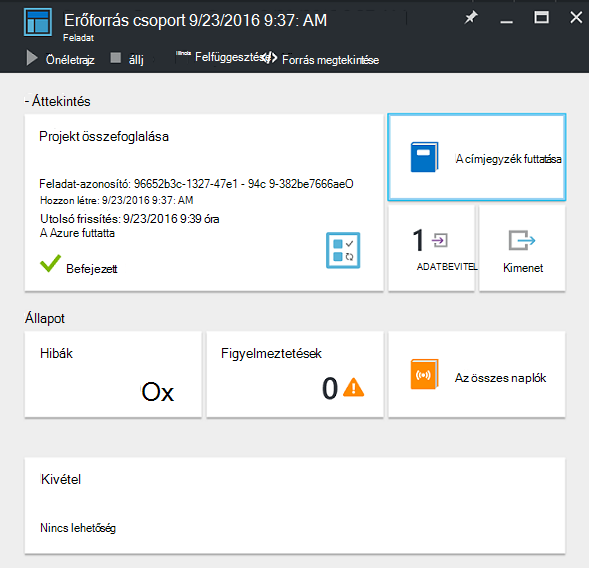 Erőforrás csoport 9/23/2016 9:37: AM
Feladat
Önéletrajz
állj
Illinois
Felfüggesztése
Forrás megtekintése
- Áttekintés
Projekt összefoglalása
Feladat-azonosító: 96652b3c-1327-47e1 - 94c 9-382be7666aeO
Hozzon létre: 9/23/2016 9:37: AM
Utolsó frissítés: 9/23/2016 9:39 óra
A Azure futtatta
Befejezett
A címjegyzék futtatása
1
ADATBEVITEL
Kimenet
Állapot
Hibák
Ox
Figyelmeztetések
0
Az összes naplók
Kivétel
Nincs lehetőség